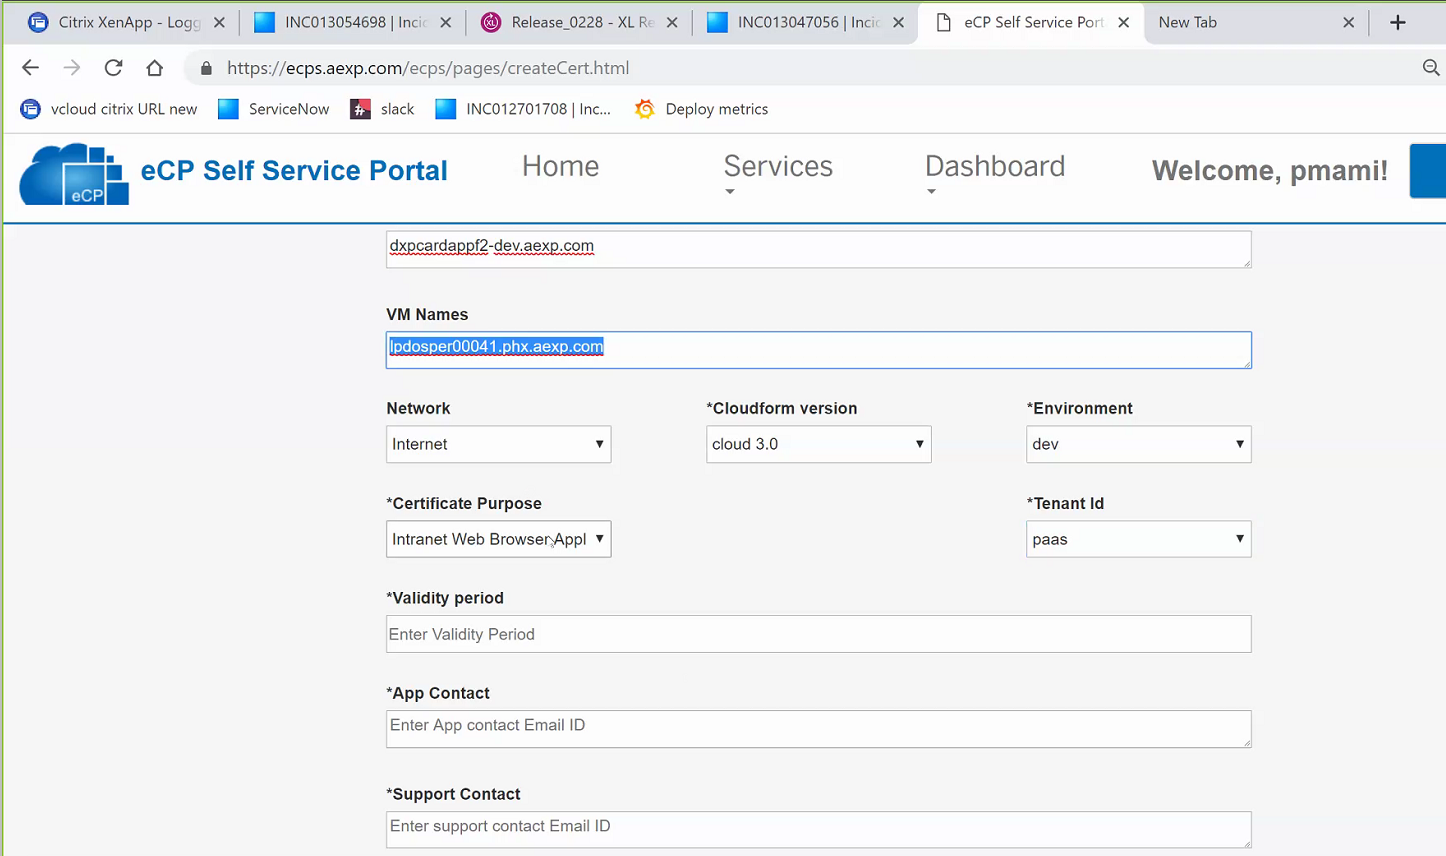 Citrix XenApp - Logg
INC013054698 | Incid
Release_0228 - XL Re
INC013047056 | Incid
eCP Self Service Port
New Tab
https://ecps.aexp.com/ecps/pages/createCert.html
vcloud citrix URL new
ServiceNow
slack
INC012701708 | Inc...
Deploy metrics
eCP
eCP Self Service Portal
Home
Services
Dashboard
Welcome, pmami!
dxpcardappf2-dev.aexp.com
VM Names
lpdosper00041.phx.aexp.com
Network
*Cloudform version
*Environment
Internet
cloud 3.0
dev
*Certificate Purpose
*Tenant Id
Intranet Web Browser Appl
paas
*Validity period
Enter Validity Period
*App Contact
Enter App contact Email ID
*Support Contact
Enter support contact Email ID